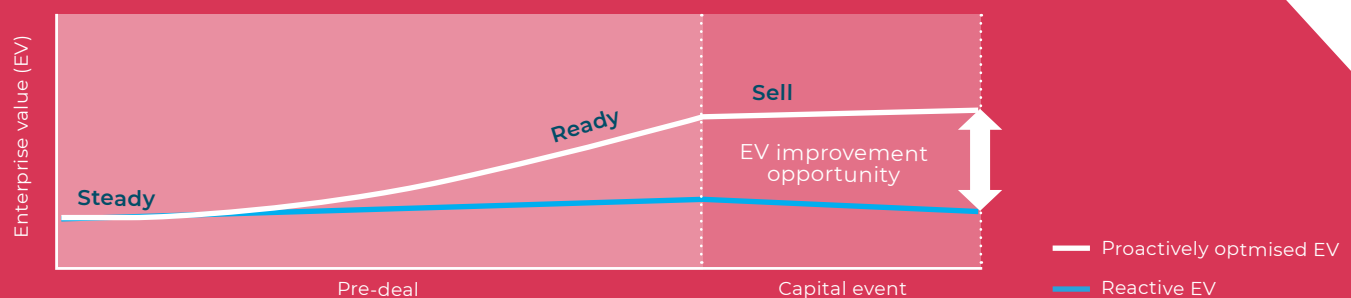 Enterprise value (EV)
Steady
Ready
Sell
EV improvement
opportunity
Pre-deal
Capital event
Proactively optmised EV
Reactive EV